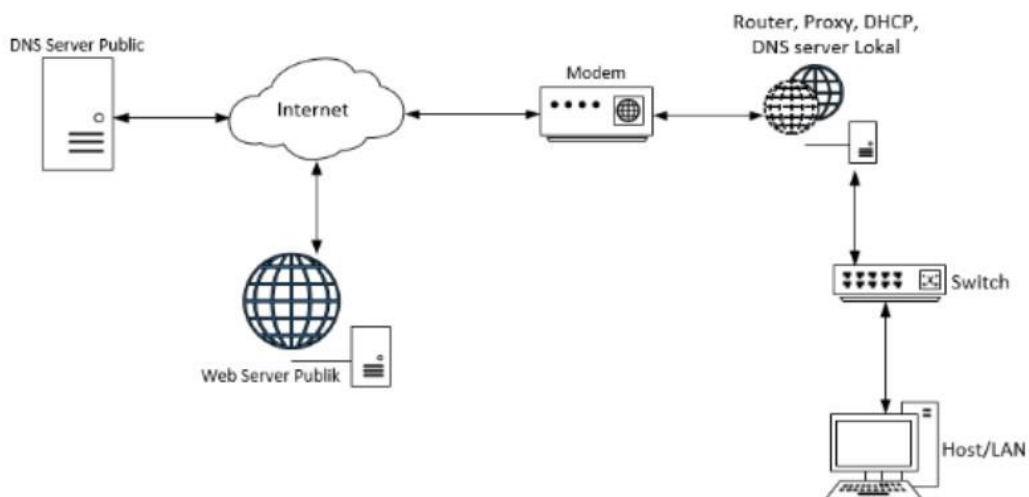 DNS Server Public
Internet
Modem
Router, Proxy, DHCP,
DNS server Lokal
Switch
Web Server Publik
Host/LAN